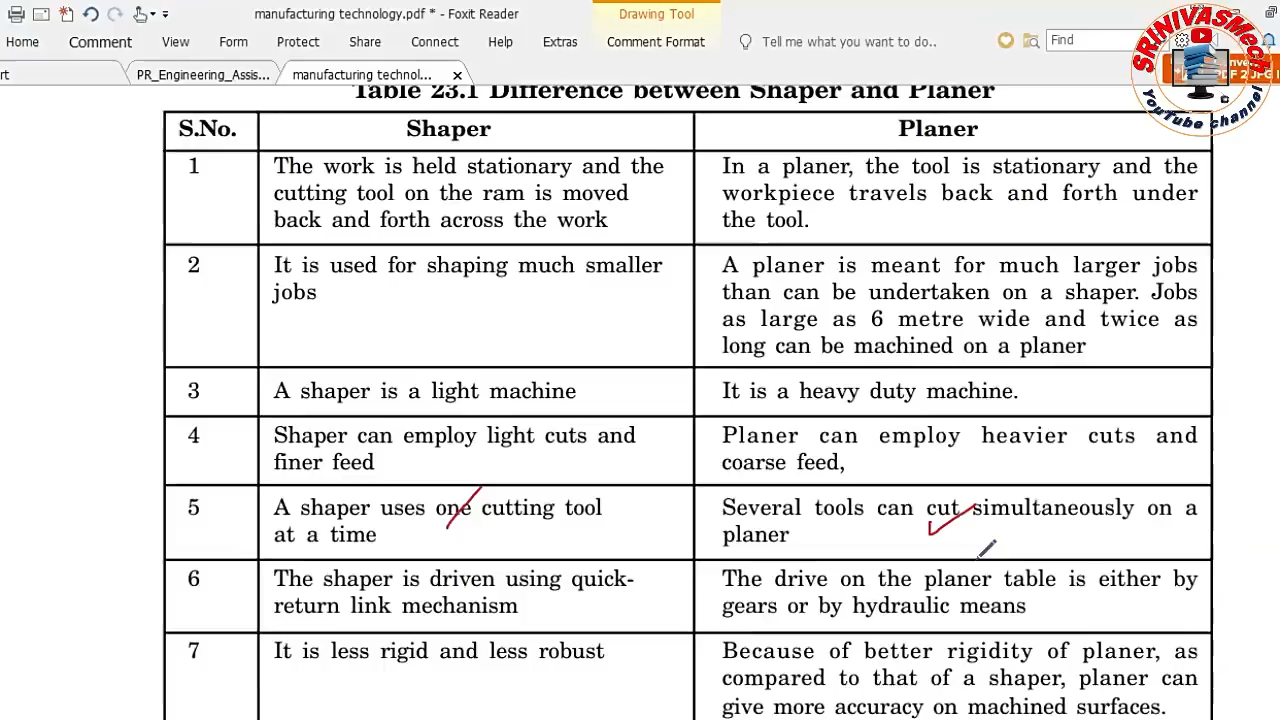 manufacturing technology.pdf * - Foxit Reader
Drawing Tool
Home Comment View Form Protect Share Connect Help Extras Comment Format Tell me what you want to do.. Find
rt PR_Engineering_Assis... manufacturing technol...
SRINIVASMech
YouTube channel
Table 23.1 Difference between Shaper and Planer
S.No. Shaper Planer
1 The work is held stationary and the In a planer, the tool is stationary and the
cutting tool on the ram is moved workpiece travels back and forth under
back and forth across the work the tool.
2 It is used for shaping much smaller A planer is meant for much larger jobs
jobs than can be undertaken on a shaper. Jobs
as large as 6 metre wide and twice as
long can be machined on a planer
3 A shaper is a light machine It is a heavy duty machine.
4 Shaper can employ light cuts and Planer can employ heavier cuts and
finer feed coarse feed,
5 A shaper uses one cutting tool Several tools can cut simultaneously on a
at a time planer
6 The shaper is driven using quick- The drive on the planer table is either by
return link mechanism gears or by hydraulic means
7 It is less rigid and less robust Because of better rigidity of planer, as
compared to that of a shaper, planer can
give more accuracy on machined surfaces.